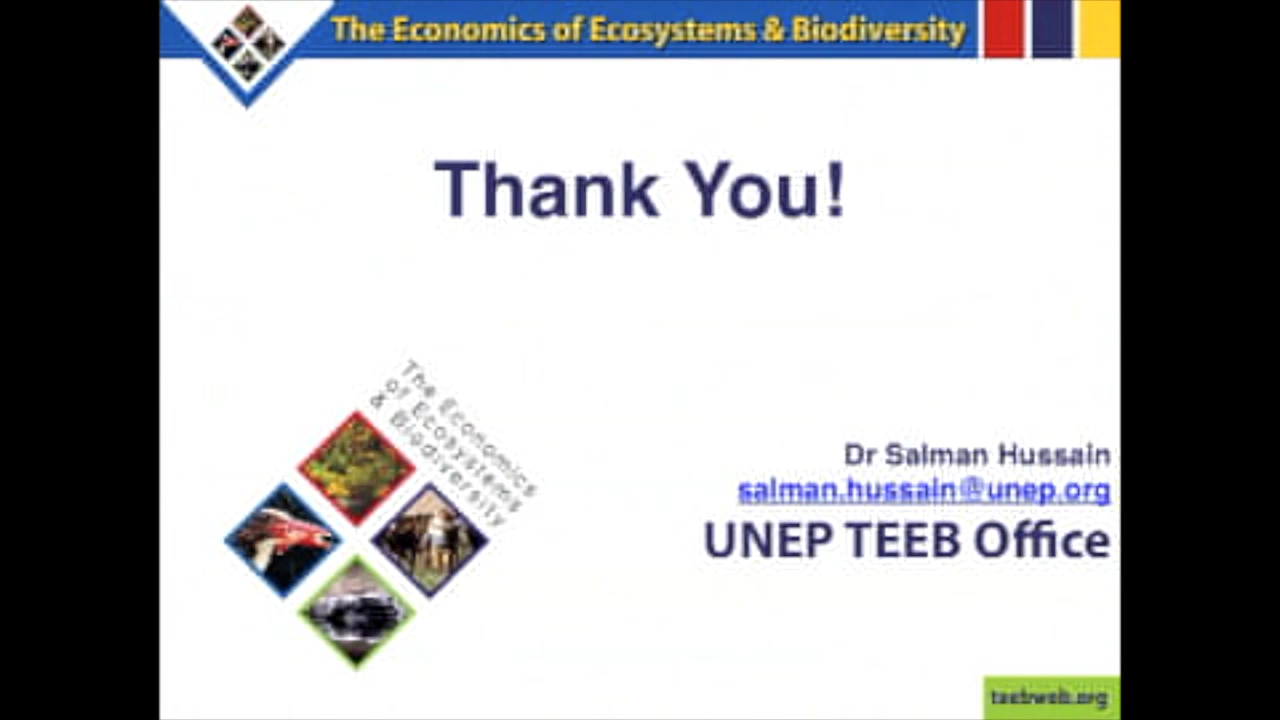 The Economics of Ecosystems & Biodiversity
Thank You!
The Economics
of Ecosystems
& Biodiversity
Dr Salman Hussain
salman.hussain@unep.org
UNEP TEEB Office
teebweb.org